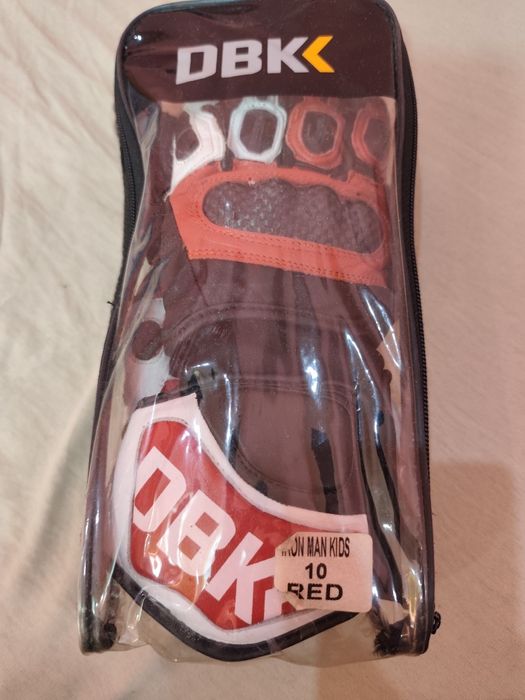 DBK
DBK
IRON MAN KIDS
10
RED